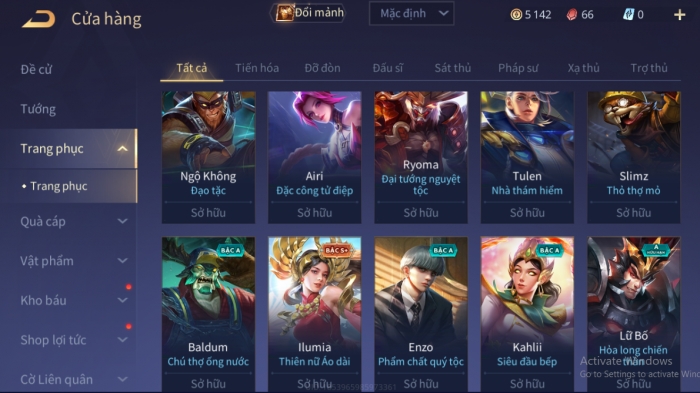 Cửa hàng
Đổi mảnh
Mặc định
5 142
66
0
Đề cử
Tướng
Trang phục
• Trang phục
Quà cáp
Vật phẩm
Kho báu
Shop lợi tức
Cờ Liên quân
Tất cả
Tiến hóa
Đỡ đòn
Đấu sĩ
Sát thủ
Pháp sư
Xạ thủ
Trợ thủ
Ngộ Không
Đạo tặc
Sở hữu
Airi
Đặc công tử điệp
Sở hữu
Ryoma
Đại tướng nguyệt
tộc
Sở hữu
Tulen
Nhà thám hiểm
Sở hữu
Slimz
Thỏ thợ mỏ
Sở hữu
Baldum
Chú thợ ống nước
Sở hữu
BẬC S+
Ilumia
Thiên nữ Áo dài
Sở hữu
BẬC A
Enzo
Phẩm chất quý tộc
Sở hữu
BẬC A
Kahlii
Siêu đầu bếp
Sở hữu
BẬC A
A
Lữ Bố
Hỏa long chiến
thần
Sở hữu
Activate Windows
Go to Settings to activate Win